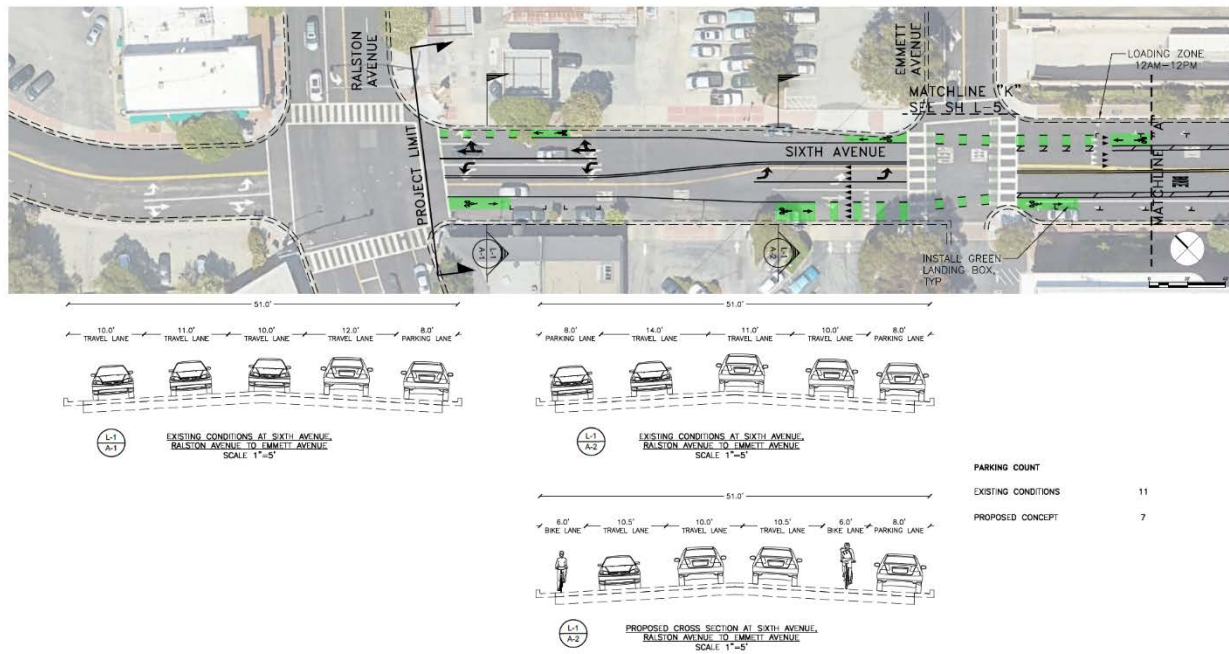 RALSTON
AVENUE
PROJECT LIMIT
EMMETT
AVENUE
MATCHLINE "K"
SEE SH L-5
LOADING ZONE
12AM-12PM
SIXTH AVENUE
MATCHLINE "A"
L-1
A-1
L-1
A-2
INSTALL GREEN
LANDING BOX,
TYP
51.0'
10.0' 11.0' 10.0' 12.0' 8.0'
TRAVEL LANE TRAVEL LANE TRAVEL LANE TRAVEL LANE PARKING LANE
L-1
A-1
EXISTING CONDITIONS AT SIXTH AVENUE,
RALSTON AVENUE TO EMMETT AVENUE
SCALE 1"=5'
51.0'
8.0' 14.0' 11.0' 10.0' 8.0'
PARKING LANE TRAVEL LANE TRAVEL LANE TRAVEL LANE PARKING LANE
L-1
A-2
EXISTING CONDITIONS AT SIXTH AVENUE,
RALSTON AVENUE TO EMMETT AVENUE
SCALE 1"=5'
PARKING COUNT
EXISTING CONDITIONS 11
PROPOSED CONCEPT 7
51.0'
6.0' 10.5' 10.0' 10.5' 6.0' 8.0'
BIKE LANE TRAVEL LANE TRAVEL LANE TRAVEL LANE BIKE LANE PARKING LANE
L-1
A-2
PROPOSED CROSS SECTION AT SIXTH AVENUE,
RALSTON AVENUE TO EMMETT AVENUE
SCALE 1"=5'